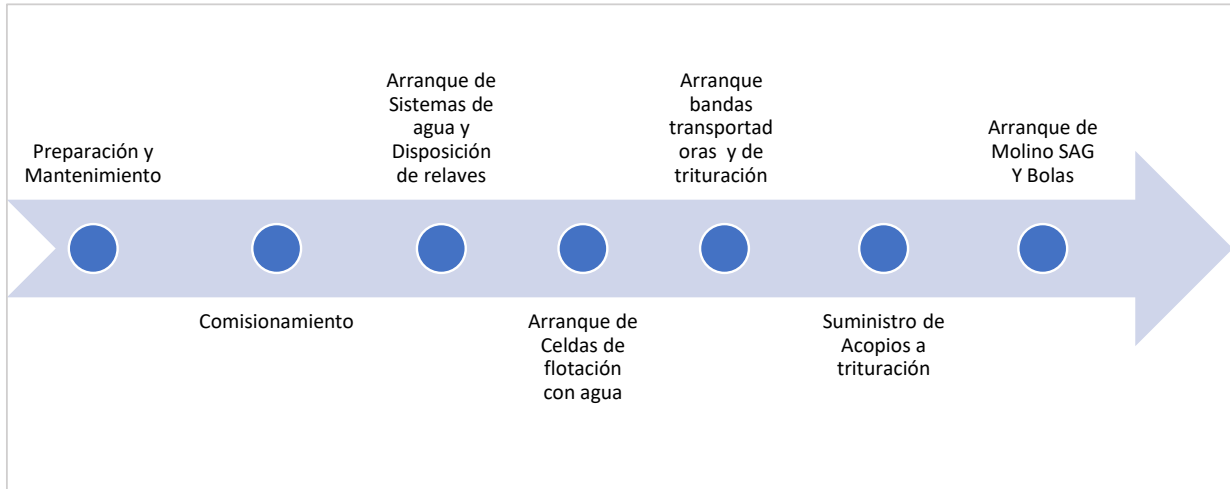 Preparación y
Mantenimiento
Comisionamiento
Arranque de
Sistemas de
agua y
Disposición
de relaves
Arranque de
Celdas de
flotación
con agua
Arranque
bandas
transportad
oras y de
trituración
Suministro de
Acopios a
trituración
Arranque de
Molino SAG
Y Bolas